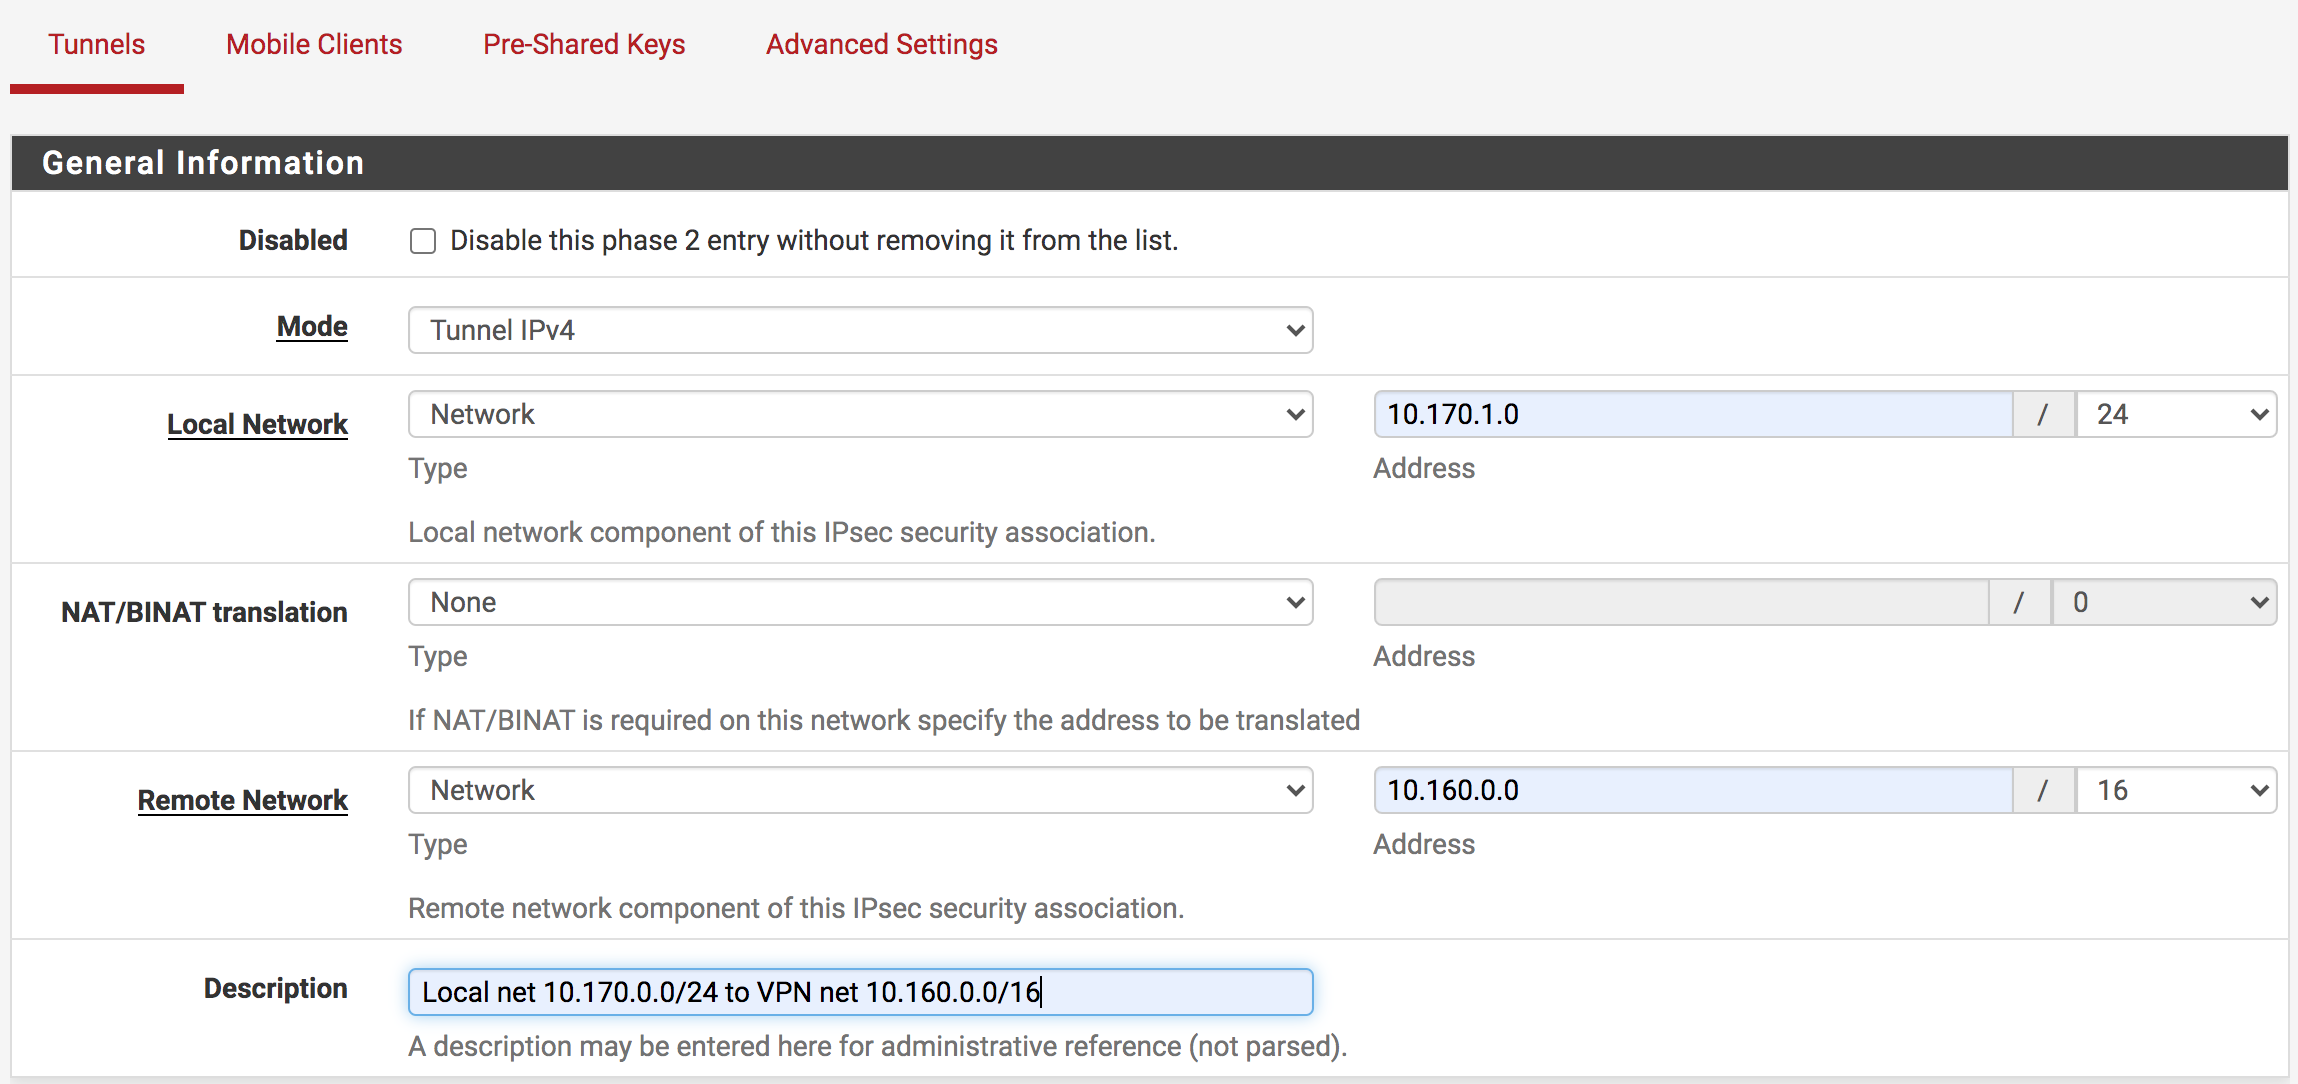 Tunnels Mobile Clients Pre-Shared Keys Advanced Settings
General Information
Disabled Disable this phase 2 entry without removing it from the list.
Mode Tunnel IPv4
Local Network Network 10.170.1.0 / 24
Type Address
Local network component of this IPsec security association.
NAT/BINAT translation None / 0
Type Address
If NAT/BINAT is required on this network specify the address to be translated
Remote Network Network 10.160.0.0 / 16
Type Address
Remote network component of this IPsec security association.
Description Local net 10.170.0.0/24 to VPN net 10.160.0.0/16
A description may be entered here for administrative reference (not parsed).